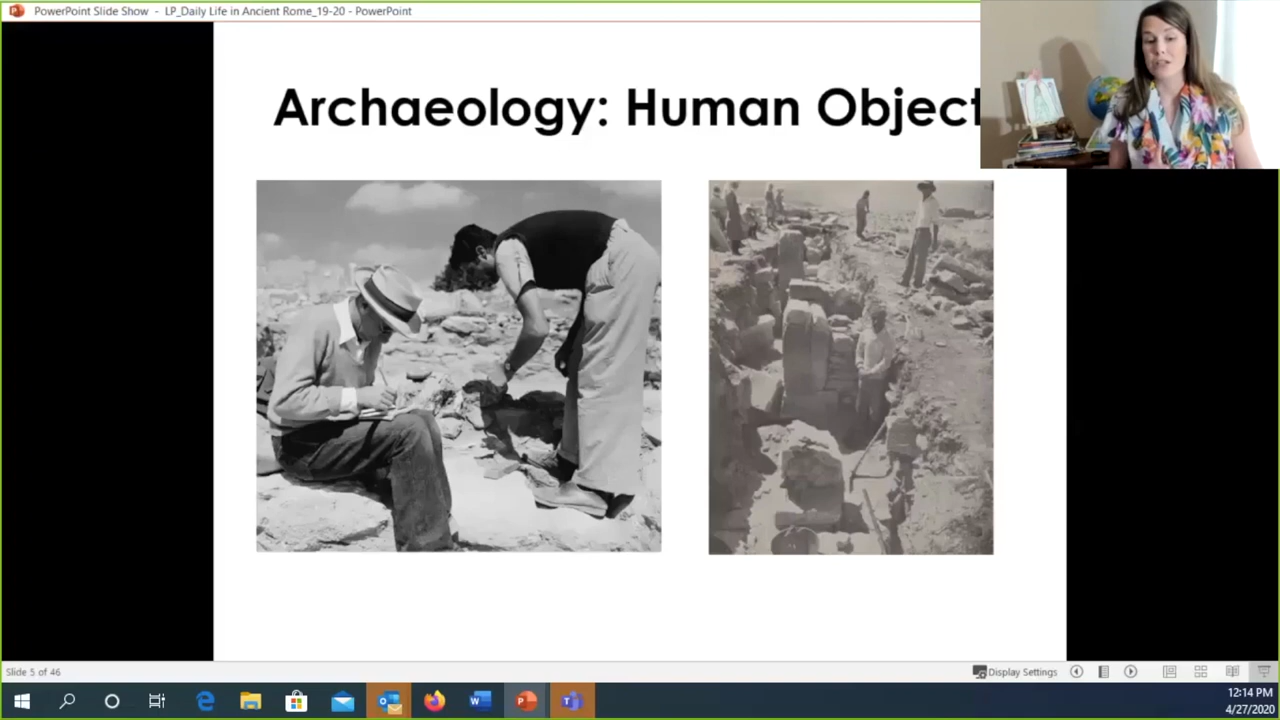 PowerPoint Slide Show - LP_Daily Life in Ancient Rome_19-20 - PowerPoint
Archaeology: Human Object
Slide 5 of 46
Display Settings
12:14 PM
4/27/2020